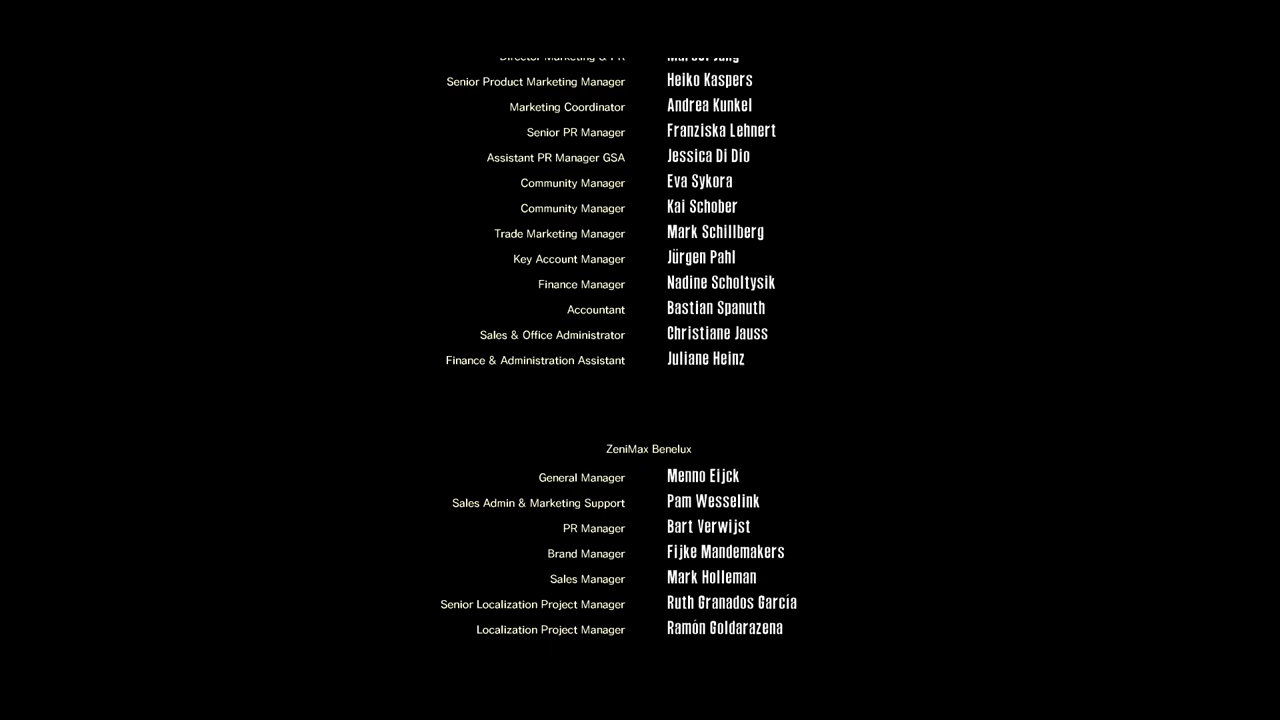 Director Marketing & PR
Senior Product Marketing Manager Heiko Kaspers
Marketing Coordinator Andrea Kunkel
Senior PR Manager Franziska Lehnert
Assistant PR Manager GSA Jessica Di Dio
Community Manager Eva Sykora
Community Manager Kai Schober
Trade Marketing Manager Mark Schillberg
Key Account Manager Jürgen Pahl
Finance Manager Nadine Scholtysik
Accountant Bastian Spanuth
Sales & Office Administrator Christiane Jauss
Finance & Administration Assistant Juliane Heinz
ZeniMax Benelux
General Manager Menno Eijck
Sales Admin & Marketing Support Pam Wesselink
PR Manager Bart Verwijst
Brand Manager Fijke Mandemakers
Sales Manager Mark Holleman
Senior Localization Project Manager Ruth Granados García
Localization Project Manager Ramón Goldarazena